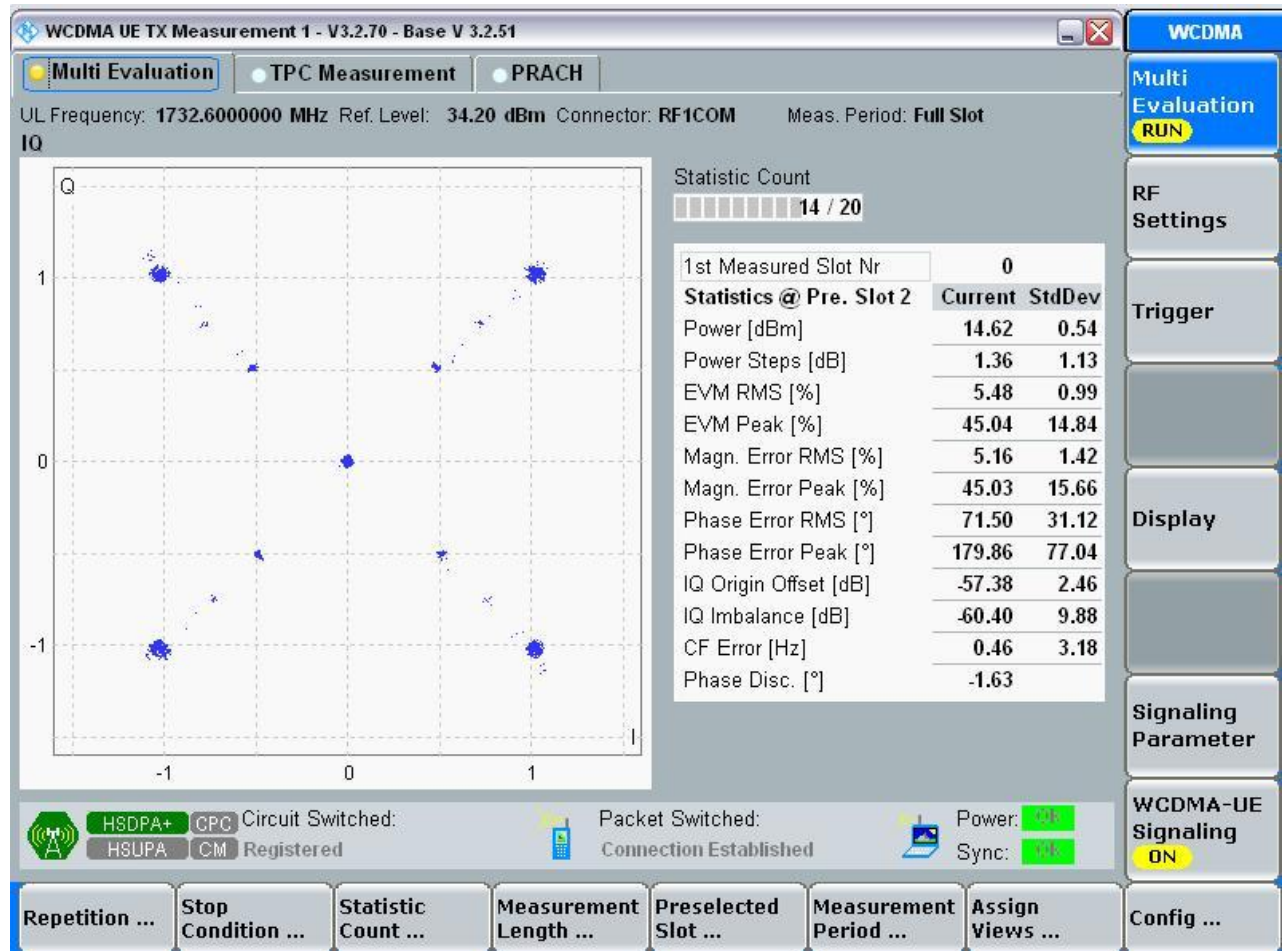 WCDMA UE TX Measurement 1 - V3.2.70 - Base V 3.2.51
WCDMA
Multi Evaluation TPC Measurement PRACH
UL Frequency: 1732.6000000 MHz Ref. Level: 34.20 dBm Connector: RF1COM Meas. Period: Full Slot
IQ
Q
1
0
-1
-1 0 1
I
Statistic Count
14 / 20
1st Measured Slot Nr 0
Statistics @ Pre. Slot 2 Current StdDev
Power [dBm] 14.62 0.54
Power Steps [dB] 1.36 1.13
EVM RMS [%] 5.48 0.99
EVM Peak [%] 45.04 14.84
Magn. Error RMS [%] 5.16 1.42
Magn. Error Peak [%] 45.03 15.66
Phase Error RMS [°] 71.50 31.12
Phase Error Peak [°] 179.86 77.04
IQ Origin Offset [dB] -57.38 2.46
IQ Imbalance [dB] -60.40 9.88
CF Error [Hz] 0.46 3.18
Phase Disc. [°] -1.63
Multi
Evaluation
RUN
RF
Settings
Trigger
Display
Signaling
Parameter
WCDMA-UE
Signaling
ON
HSDPA+ CPC Circuit Switched: Packet Switched: Power: OK
HSUPA CM Registered Connection Established Sync: OK
Repetition ...
Stop
Condition ...
Statistic
Count ...
Measurement
Length ...
Preselected
Slot ...
Measurement
Period ...
Assign
Views ...
Config ...